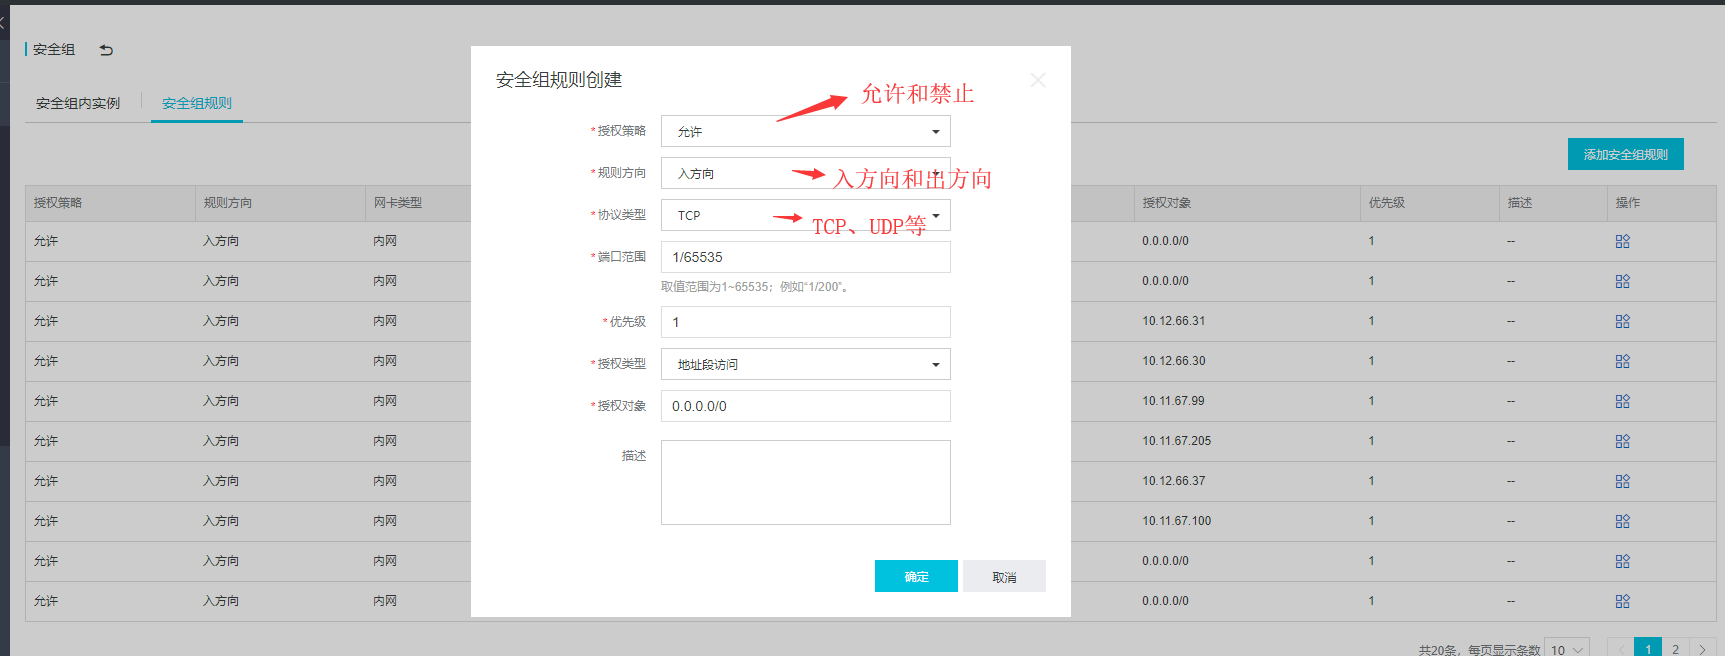 安全组
安全组内实例 安全组规则
添加安全组规则
授权策略 规则方向 网卡类型 授权对象 优先级 描述 操作
允许 入方向 内网 0.0.0.0/0 1 --
允许 入方向 内网 0.0.0.0/0 1 --
允许 入方向 内网 10.12.66.31 1 --
允许 入方向 内网 10.12.66.30 1 --
允许 入方向 内网 10.11.67.99 1 --
允许 入方向 内网 10.11.67.205 1 --
允许 入方向 内网 10.12.66.37 1 --
允许 入方向 内网 10.11.67.100 1 --
允许 入方向 内网 0.0.0.0/0 1 --
允许 入方向 内网 0.0.0.0/0 1 --
共20条，每页显示条数 10 1 2
安全组规则创建
允许和禁止
*授权策略 允许
*规则方向 入方向 入方向和出方向
*协议类型 TCP TCP、UDP等
*端口范围 1/65535
取值范围为1~65535；例如“1/200”。
*优先级 1
*授权类型 地址段访问
*授权对象 0.0.0.0/0
描述
确定 取消